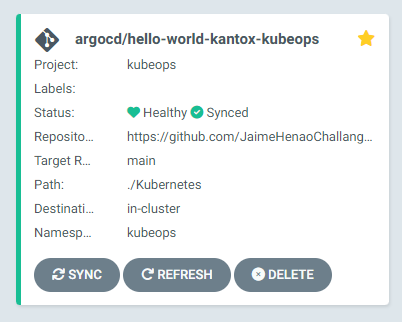 argocd/hello-world-kantox-kubeops
Project: kubeops
Labels:
Status: Healthy Synced
Reposito... https://github.com/JaimeHenaoChallang...
Target R... main
Path: ./Kubernetes
Destinati... in-cluster
Namesp... kubeops
SYNC REFRESH DELETE